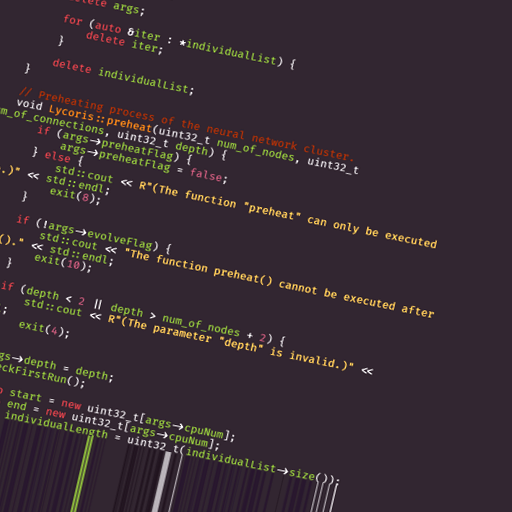 delete args;
for (auto &iter : *individualList) {
delete iter;
}
delete individualList;
}
// Preheating process of the neural network cluster.
void Lycoris::preheat(uint32_t num_of_nodes, uint32_t
num_of_connections, uint32_t depth) {
if (args->preheatFlag) {
args->preheatFlag = false;
} else {
std::cout << R"(The function "preheat" can only be executed
.)" << std::endl;
exit(8);
}
if (!args->evolveFlag) {
std::cout << "The function preheat() cannot be executed after
()." << std::endl;
exit(10);
}
if (depth < 2 || depth > num_of_nodes + 2) {
std::cout << R"(The parameter "depth" is invalid.)" <<
;
exit(4);
args->depth = depth;
checkFirstRun();
start = new uint32_t[args->cpuNum];
end = new uint32_t[args->cpuNum];
individualLength = uint32_t(individualList->size());